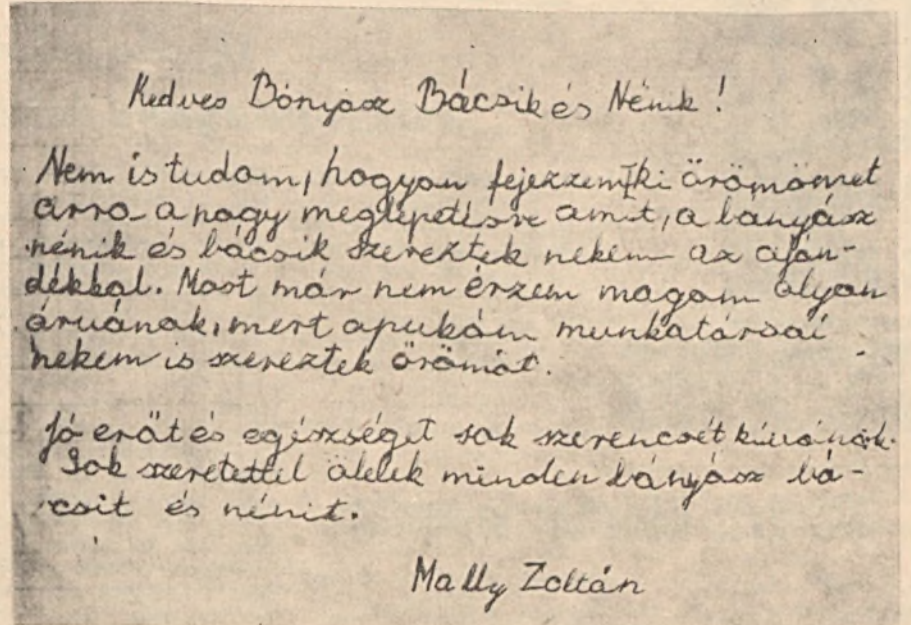 Kedves Bányász Bácsik és Nénik!
Nem is tudom, hogyan fejezzem ki örömömet
arra a nagy meglepetésre amit, a bányász
nénik és bácsik szereztek nekem az aján-
dékkal. Most már nem érzem magam olyan
árvának, mert apukám munkatársai
nekem is szereztek örömöt.
Jó erőt és egészséget sok szerencsét kívánok.
Sok szeretettel ölelek minden bányász bá-
csit és nénit.
Mally Zoltán